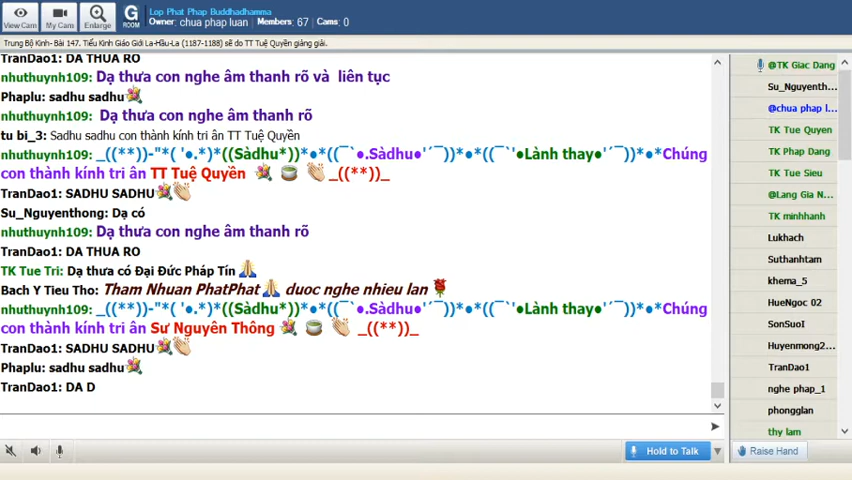 View Cam
My Cam
Enlarge
G
ROOM
Lop Phat Phap Buddhadhamma
Owner: chua phap luan
Members: 67
Cams: 0
Trung Bộ Kinh- Bài 147. Tiểu Kinh Giáo Giới La-Hầu-La (1187-1188) sẽ do TT Tuệ Quyền giảng giải.
TranDao1: DA THUA RO
nhuthuynh109: Dạ thưa con nghe âm thanh rõ và liên tục
Phaplu: sadhu sadhu
nhuthuynh109: Dạ thưa con nghe âm thanh rõ
tu bi_3: Sadhu sadhu con thành kính tri ân TT Tuệ Quyền
nhuthuynh109: _((**))-"*( '●.*)*((Sàdhu*))*●*((¯`●.Sàdhu●'´¯))*●*((¯`'●Lành thay●'´¯))*●*Chúng
con thành kính tri ân TT Tuệ Quyền _((**))_
TranDao1: SADHU SADHU
Su_Nguyenthong: Dạ có
nhuthuynh109: Dạ thưa con nghe âm thanh rõ
TranDao1: DA THUA RO
TK Tue Tri: Dạ thưa có Đại Đức Pháp Tín
Bach Y Tieu Tho: Tham Nhuan PhatPhat duoc nghe nhieu lan
nhuthuynh109: _((**))-"*( '●.*)*((Sàdhu*))*●*((¯`●.Sàdhu●'´¯))*●*((¯`'●Lành thay●'´¯))*●*Chúng
con thành kính tri ân Sư Nguyên Thông _((**))_
TranDao1: SADHU SADHU
Phaplu: sadhu sadhu
TranDao1: DA D
@TK Giac Dang
Su_Nguyenth...
@chua phap l...
TK Tue Quyen
TK Phap Dang
TK Tue Sieu
@Lang Gia N...
TK minhhanh
Lukhach
Suthanhtam
khema_5
HueNgoc 02
SonSuoI
Huyenmong2...
TranDao1
nghe phap_1
phongglan
thy lam
Hold to Talk
Raise Hand